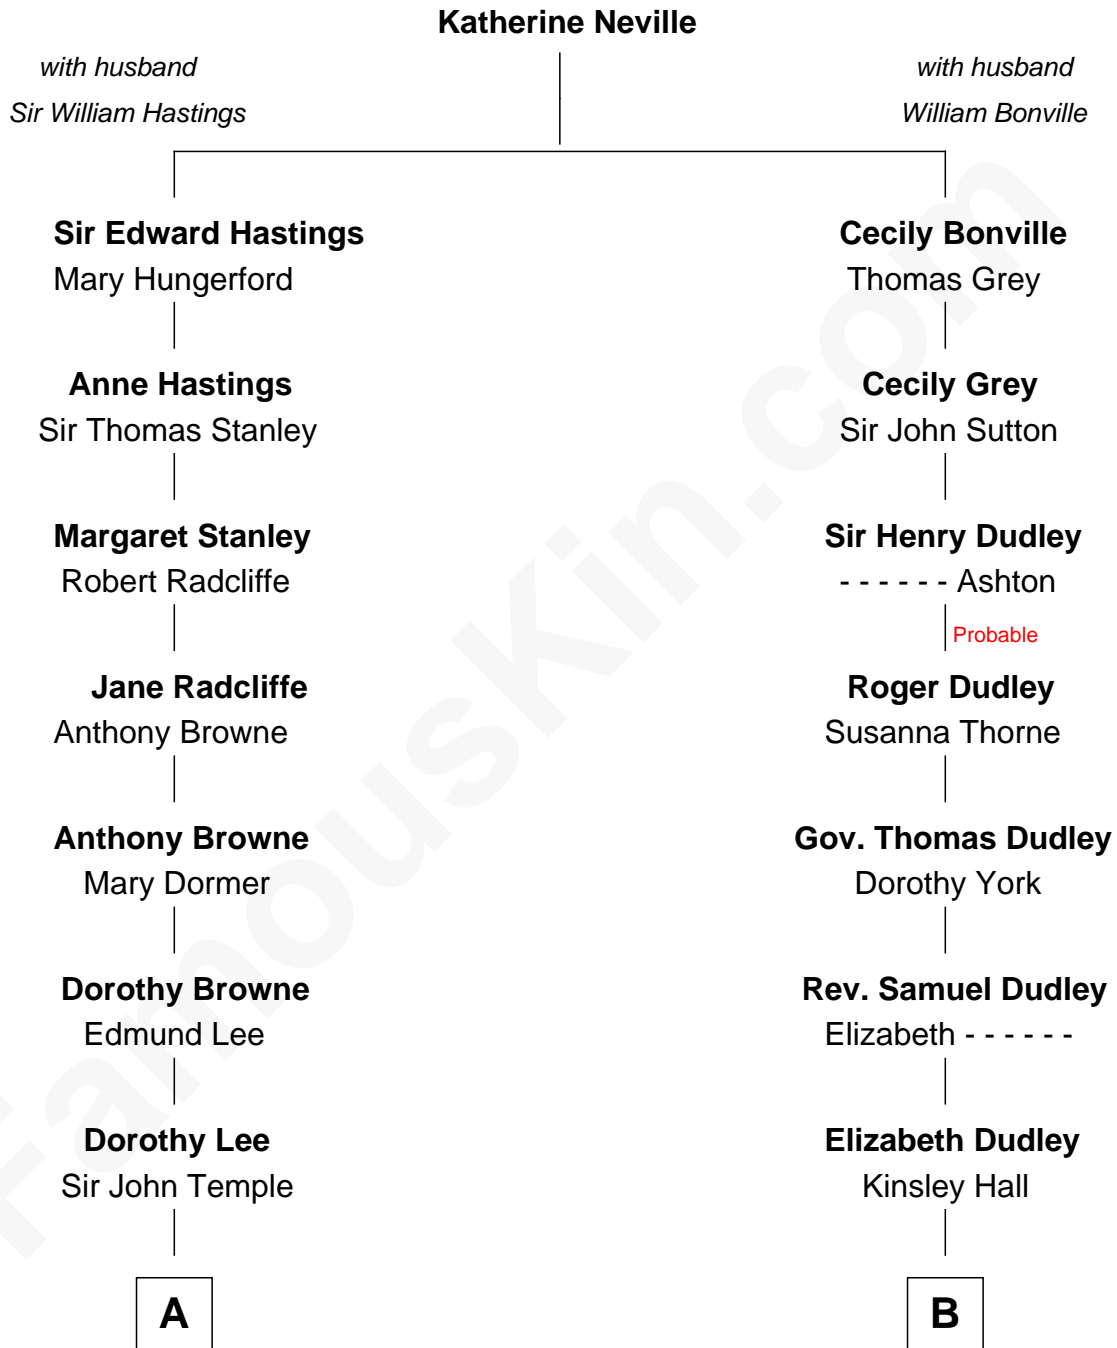 Katherine Neville
with husband
Sir William Hastings
with husband
William Bonville
Sir Edward Hastings
Mary Hungerford
Cecily Bonville
Thomas Grey
Anne Hastings
Sir Thomas Stanley
Cecily Grey
Sir John Sutton
Margaret Stanley
Robert Radcliffe
Sir Henry Dudley
- - - - - - Ashton
Probable
Jane Radcliffe
Anthony Browne
Roger Dudley
Susanna Thorne
Anthony Browne
Mary Dormer
Gov. Thomas Dudley
Dorothy York
Dorothy Browne
Edmund Lee
Rev. Samuel Dudley
Elizabeth - - - - - -
Dorothy Lee
Sir John Temple
Elizabeth Dudley
Kinsley Hall
A
B
FamousKin.com